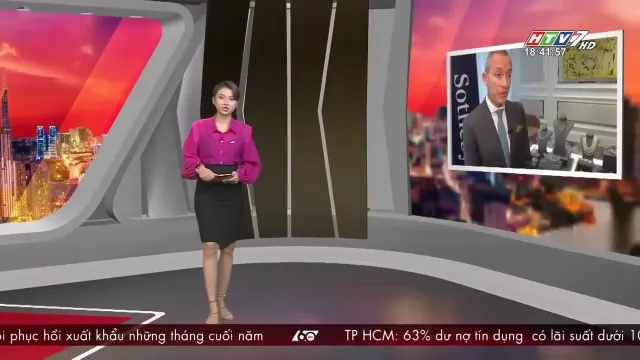 HTV7 HD
18:41:57
Sotheby
phục hồi xuất khẩu những tháng cuối năm
60
TP HCM: 63% dư nợ tín dụng có lãi suất dưới